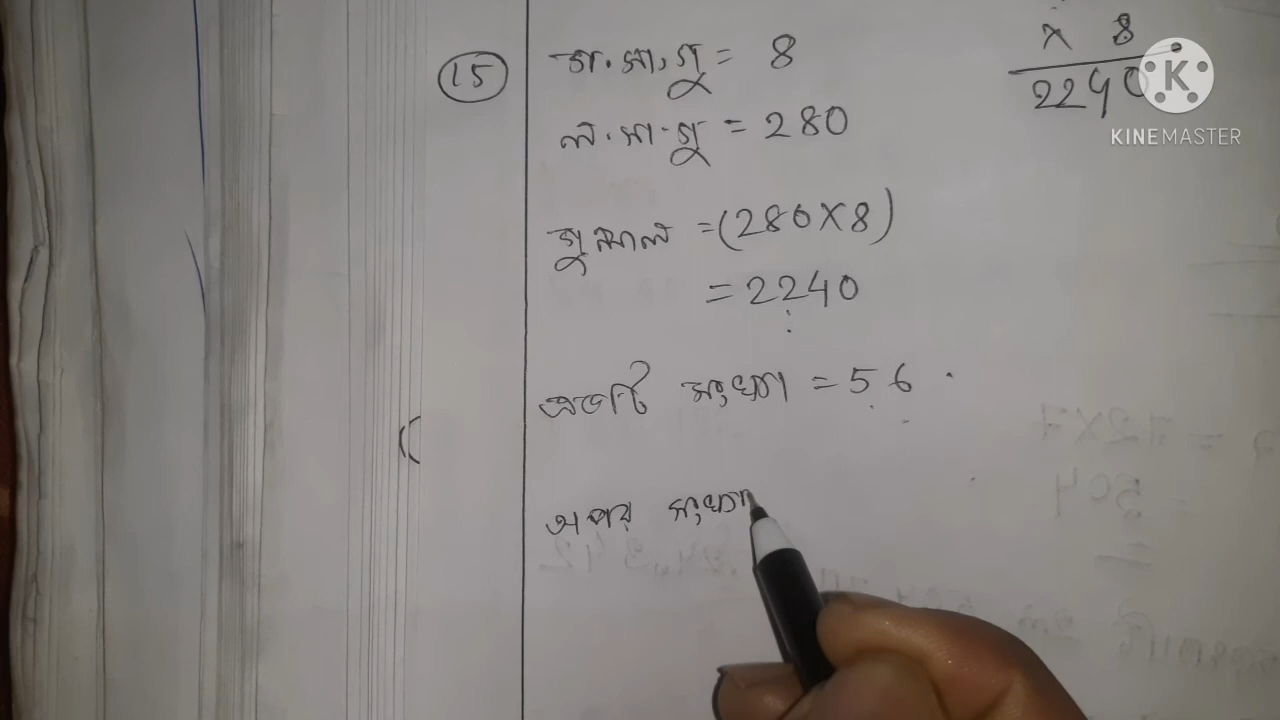 15
গ.সা.গু = 8
ল.সা.গু = 280
গুণফল = (280×8)
= 2240
একটি সংখ্যা = 56
অপর সংখ্যা
× 8
2240
KINEMASTER